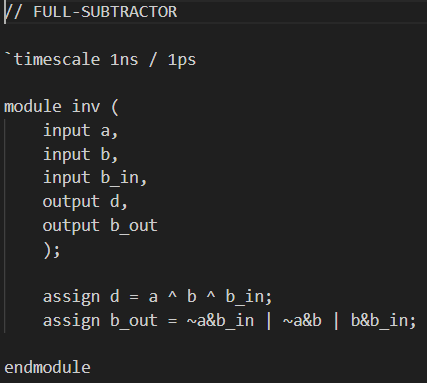 // FULL-SUBTRACTOR
`timescale 1ns / 1ps
module inv (
input a,
input b,
input b_in,
output d,
output b_out
);
assign d = a ^ b ^ b_in;
assign b_out = ~a&b_in | ~a&b | b&b_in;
endmodule